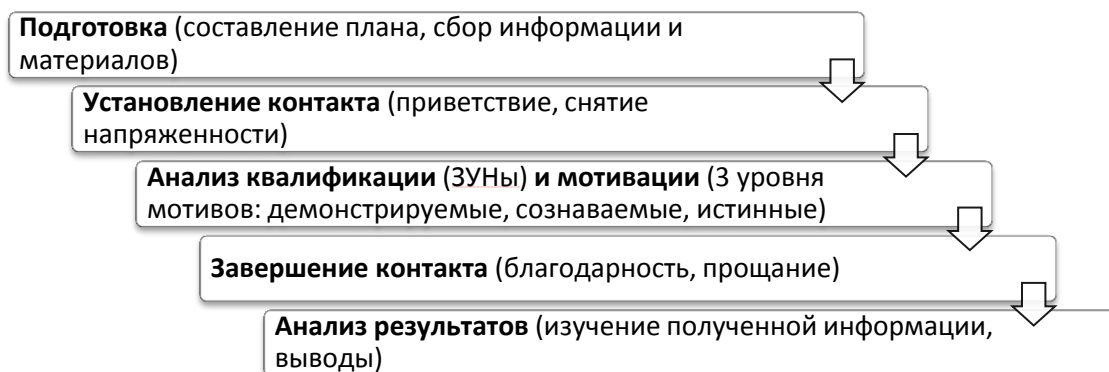 Подготовка (составление плана, сбор информации и
материалов)
Установление контакта (приветствие, снятие
напряженности)
Анализ квалификации (ЗУНы) и мотивации (3 уровня
мотивов: демонстрируемые, сознаваемые, истинные)
Завершение контакта (благодарность, прощание)
Анализ результатов (изучение полученной информации,
выводы)